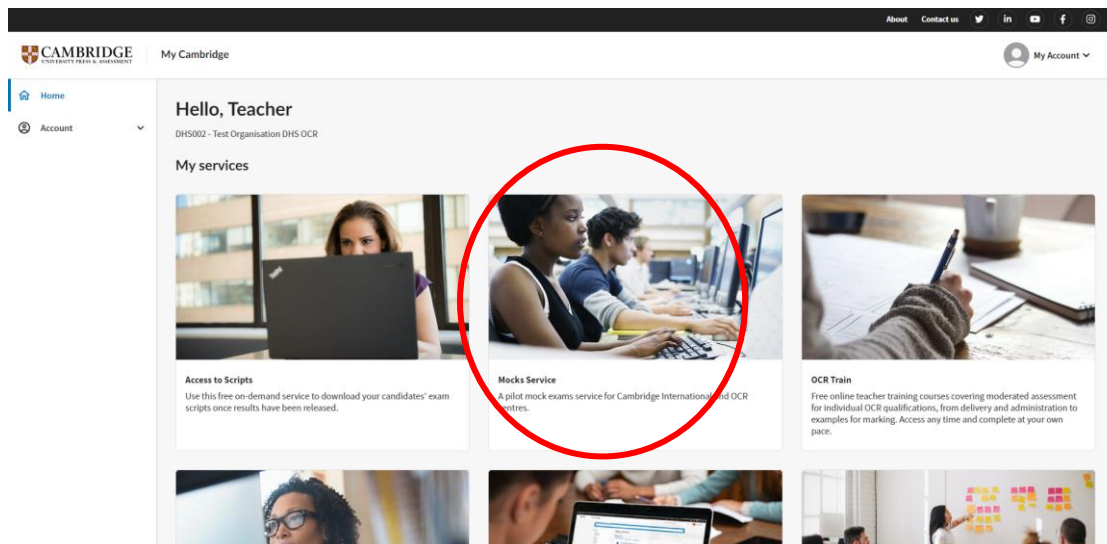 About Contact us
CAMBRIDGE
UNIVERSITY PRESS & ASSESSMENT
My Cambridge
My Account
Home
Account
Hello, Teacher
DHS002 - Test Organisation DHS OCR
My services
Access to Scripts
Use this free on-demand service to download your candidates' exam
scripts once results have been released.
Mocks Service
A pilot mock exams service for Cambridge International and OCR
centres.
OCR Train
Free online teacher training courses covering moderated assessment
for individual OCR qualifications, from delivery and administration to
examples for marking. Access any time and complete at your own
pace.